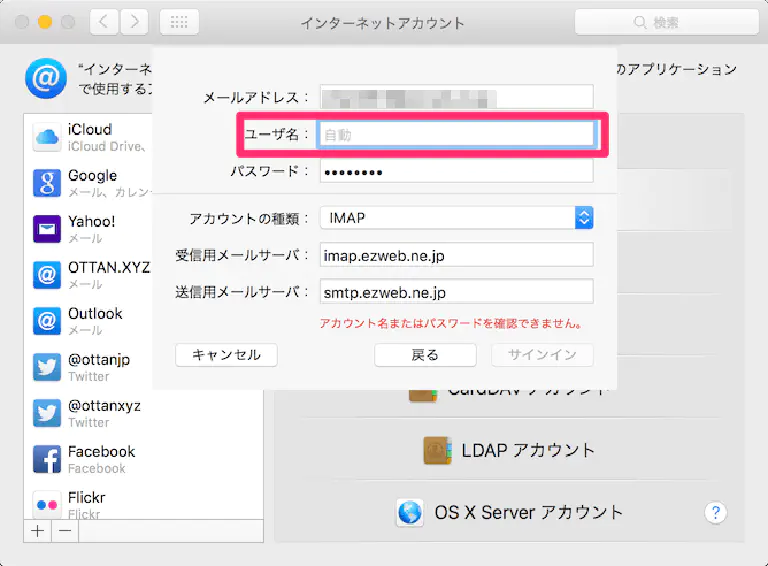 インターネットアカウント
検索
“インターネ
のアプリケーション
で使用するア
メールアドレス：
ユーザ名：
自動
パスワード：
••••••••
アカウントの種類：
IMAP
受信用メールサーバ：
imap.ezweb.ne.jp
送信用メールサーバ：
smtp.ezweb.ne.jp
アカウント名またはパスワードを確認できません。
キャンセル
戻る
サインイン
iCloud
iCloud Drive、
Google
メール、カレン
Yahoo!
メール
OTTAN.XYZ
メール
Outlook
メール
@ottanjp
Twitter
@ottanxyz
Twitter
Facebook
Facebook
Flickr
Flickr
CardDAV アカウント
LDAP アカウント
OS X Server アカウント
?